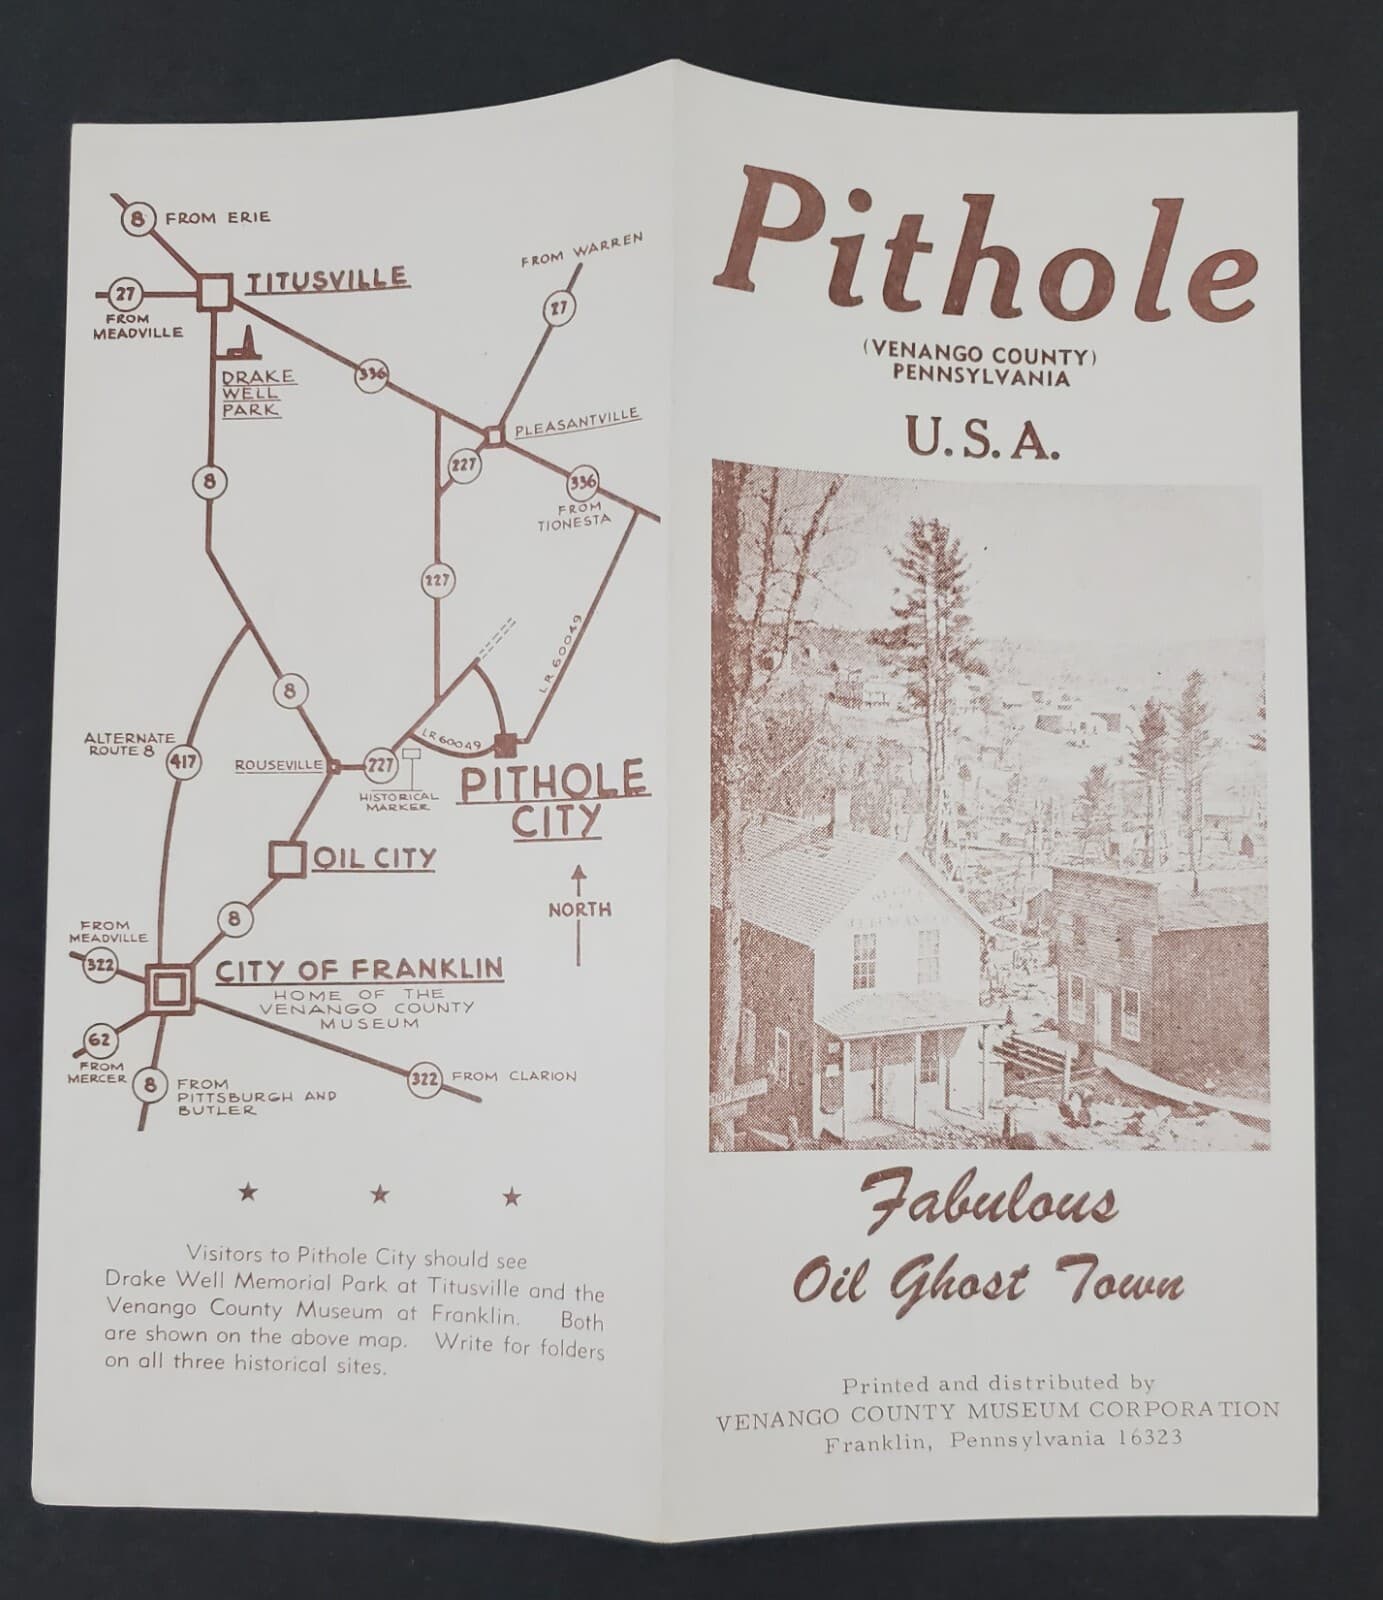 8 FROM ERIE
FROM WARREN
27
TITUSVILLE
27
FROM
MEADVILLE
DRAKE
WELL
PARK
336
PLEASANTVILLE
227
336
FROM
TIONESTA
8
227
LR 60049
8
ALTERNATE
ROUTE 8
417
ROUSEVILLE
227
LR 60049
HISTORICAL
MARKER
PITHOLE
CITY
OIL CITY
NORTH
8
FROM
MEADVILLE
322
CITY OF FRANKLIN
HOME OF THE
VENANGO COUNTY
MUSEUM
62
FROM
MERCER
8
FROM
PITTSBURGH AND
BUTLER
322 FROM CLARION
Visitors to Pithole City should see
Drake Well Memorial Park at Titusville and the
Venango County Museum at Franklin. Both
are shown on the above map. Write for folders
on all three historical sites.
Pithole
(VENANGO COUNTY)
PENNSYLVANIA
U.S.A.
Fabulous
Oil Ghost Town
Printed and distributed by
VENANGO COUNTY MUSEUM CORPORATION
Franklin, Pennsylvania 16323